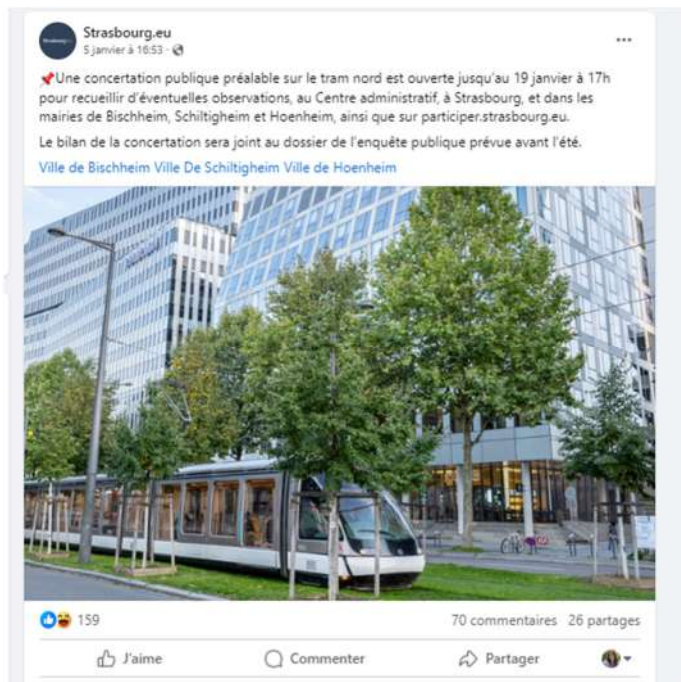 Strasbourg.eu
5 janvier à 16:53 ·
📌Une concertation publique préalable sur le tram nord est ouverte jusqu'au 19 janvier à 17h
pour recueillir d'éventuelles observations, au Centre administratif, à Strasbourg, et dans les
mairies de Bischheim, Schiltigheim et Hoenheim, ainsi que sur participer.strasbourg.eu.
Le bilan de la concertation sera joint au dossier de l'enquête publique prévue avant l'été.
Ville de Bischheim Ville De Schiltigheim Ville de Hoenheim
159
70 commentaires 26 partages
J'aime
Commenter
Partager